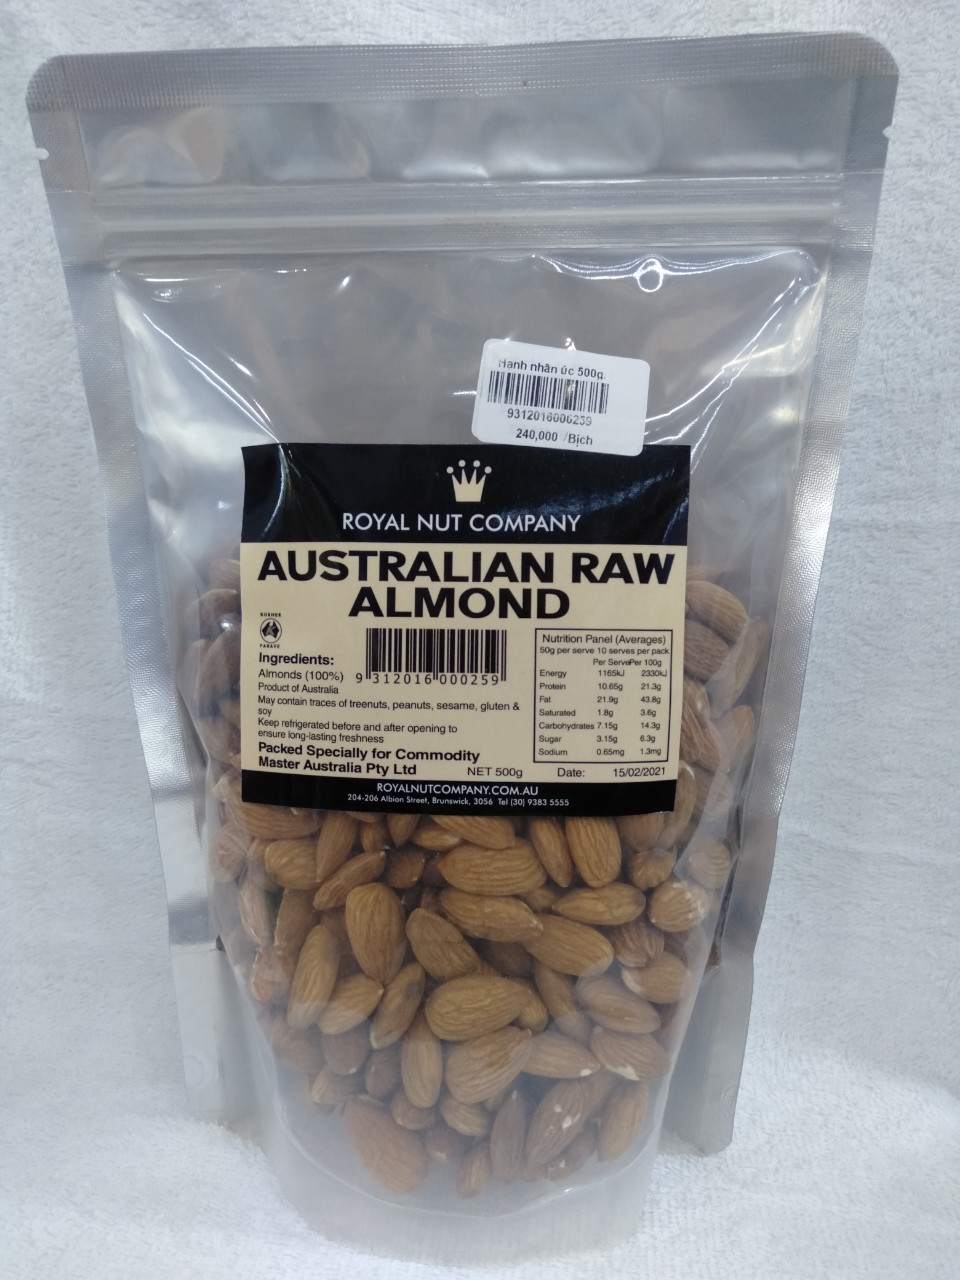 Hạnh nhân úc 500g.
9312016000259
240,000 /Bịch
ROYAL NUT COMPANY
AUSTRALIAN RAW
ALMOND
KOSHER
PAREVE
9 312016 000259
Ingredients:
Almonds (100%)
Product of Australia
May contain traces of treenuts, peanuts, sesame, gluten &
soy
Keep refrigerated before and after opening to
ensure long-lasting freshness
Packed Specially for Commodity
Master Australia Pty Ltd
NET 500g
Nutrition Panel (Averages)
50g per serve 10 serves per pack
Per Serve Per 100g
Energy 1165kJ 2330kJ
Protein 10.65g 21.3g
Fat 21.9g 43.8g
Saturated 1.8g 3.6g
Carbohydrates 7.15g 14.3g
Sugar 3.15g 6.3g
Sodium 0.65mg 1.3mg
Date: 15/02/2021
ROYALNUTCOMPANY.COM.AU
204-206 Albion Street, Brunswick, 3056 Tel (30) 9383 5555